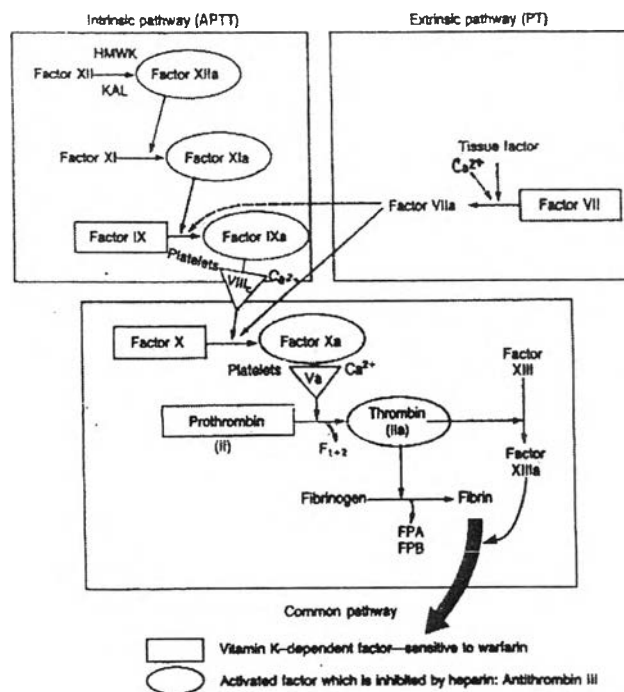 Intrinsic pathway (APTT)
Extrinsic pathway (PT)
HMWK
Factor XII
KAL
Factor XIIa
Factor XI
Factor XIa
Tissue factor
Ca2+
Factor VIIa
Factor VII
Factor IX
Factor IXa
Platelets
VIIIc
Ca2+
Factor X
Factor Xa
Platelets
Va
Ca2+
Factor
XIII
Prothrombin
(II)
F1+2
Thrombin
(IIa)
Factor
XIIIa
Fibrinogen
Fibrin
FPA
FPB
Common pathway
Vitamin K–dependent factor—sensitive to warfarin
Activated factor which is inhibited by heparin: Antithrombin III